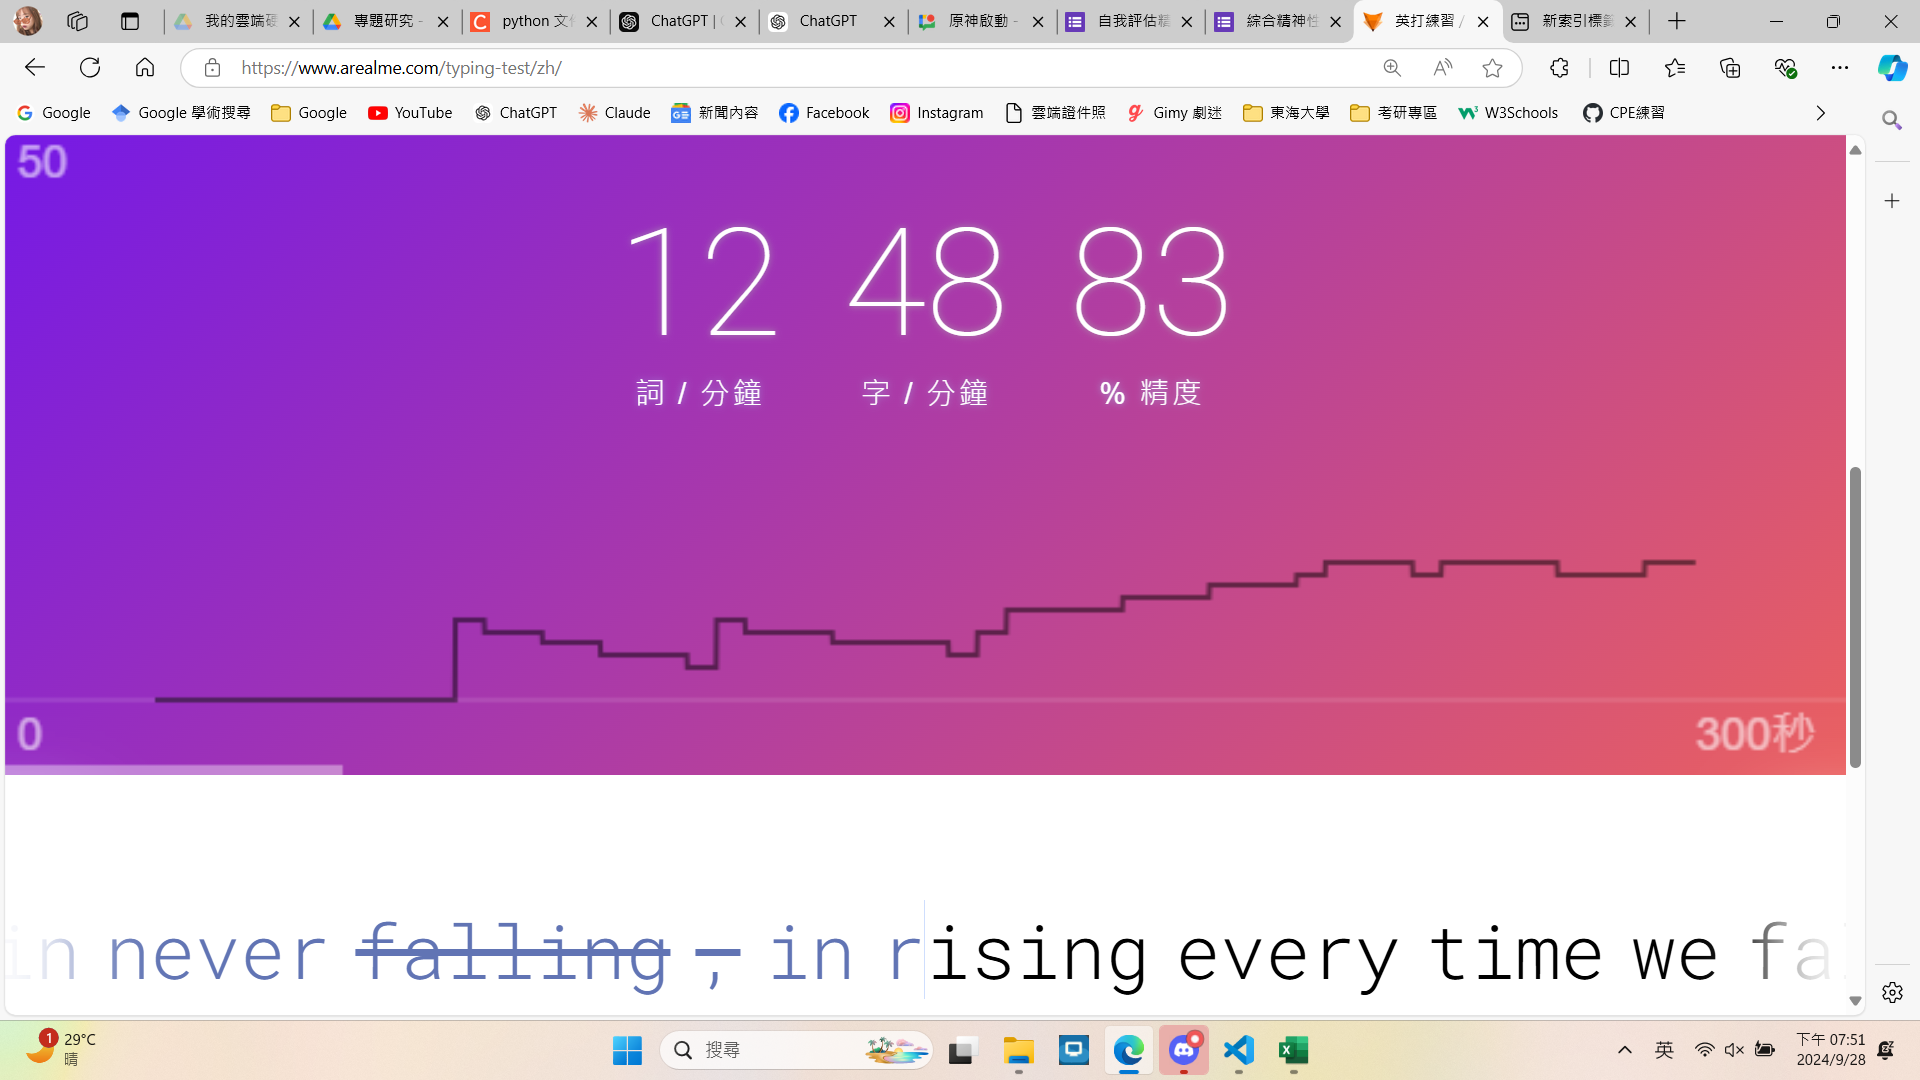 我的雲端硬
專題研究 -
python 文件
ChatGPT | C
ChatGPT
原神啟動 -
自我評估精
綜合精神性
英打練習 /
新索引標籤
https://www.arealme.com/typing-test/zh/
Google
Google 學術搜尋
Google
YouTube
ChatGPT
Claude
新聞內容
Facebook
Instagram
雲端證件照
Gimy 劇迷
東海大學
考研專區
W3Schools
CPE練習
50
12 48 83
詞 / 分鐘 字 / 分鐘 % 精度
0 300秒
in never falling , in rising every time we fa
1
29°C
晴
搜尋
英
下午 07:51
2024/9/28